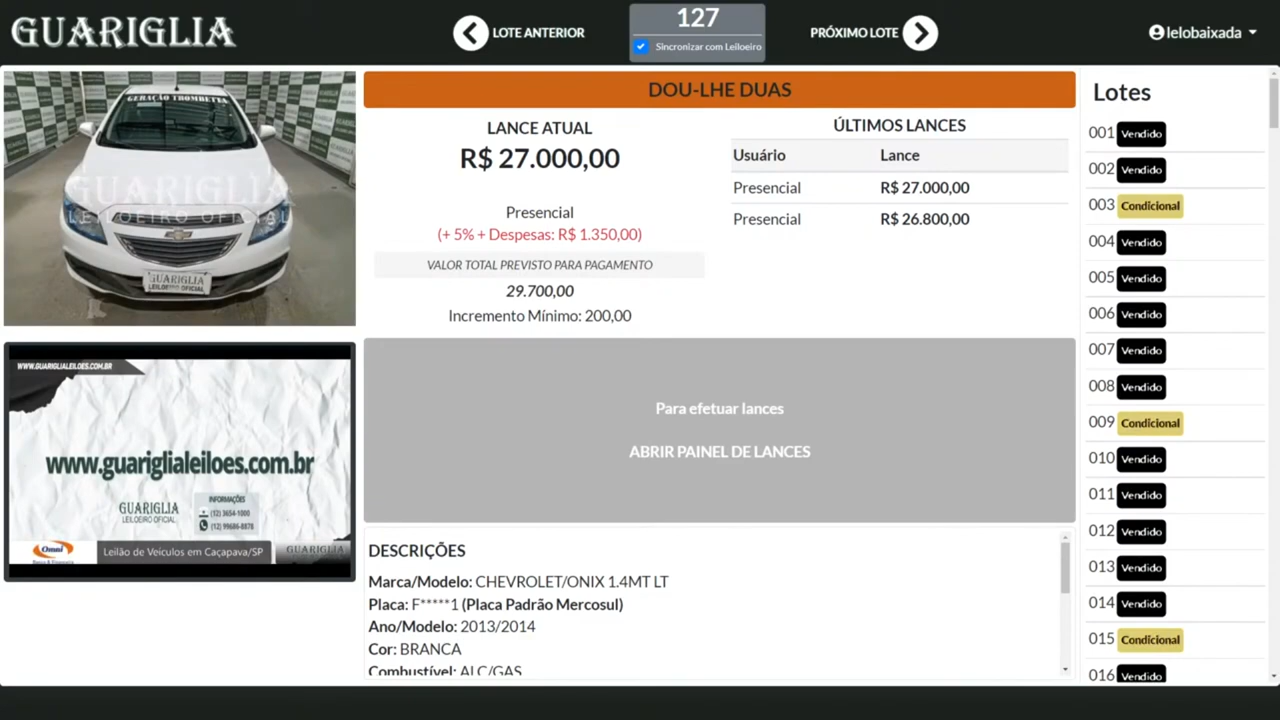 GUARIGLIA
LOTE ANTERIOR
127
Sincronizar com Leiloeiro
PRÓXIMO LOTE
lelobaixada
GERAÇÃO TROMBETA
GUARIGLIA
LEILOEIRO OFICIAL
GUARIGLIA
LEILOEIRO OFICIAL
DOU-LHE DUAS
LANCE ATUAL
R$ 27.000,00
Presencial
(+ 5% + Despesas: R$ 1.350,00)
VALOR TOTAL PREVISTO PARA PAGAMENTO
29.700,00
Incremento Mínimo: 200,00
ÚLTIMOS LANCES
Usuário Lance
Presencial R$ 27.000,00
Presencial R$ 26.800,00
WWW.GUARIGLIALEILOES.COM.BR
www.guariglialeiloes.com.br
GUARIGLIA
LEILOEIRO OFICIAL
INFORMAÇÕES
(12) 3654-1000
(12) 99686-8878
Omni
Leilão de Veiculos em Caçapava/SP
GUARIGLIA
Para efetuar lances
ABRIR PAINEL DE LANCES
DESCRIÇÕES
Marca/Modelo: CHEVROLET/ONIX 1.4MT LT
Placa: F*****1 (Placa Padrão Mercosul)
Ano/Modelo: 2013/2014
Cor: BRANCA
Combustível: ALC/GAS
Lotes
001 Vendido
002 Vendido
003 Condicional
004 Vendido
005 Vendido
006 Vendido
007 Vendido
008 Vendido
009 Condicional
010 Vendido
011 Vendido
012 Vendido
013 Vendido
014 Vendido
015 Condicional
016 Vendido